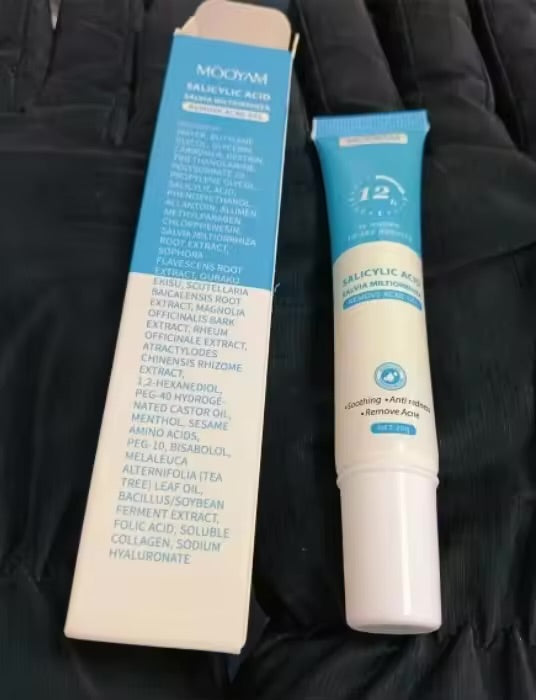 MOOYAM
SALICYLIC ACID
SALVIA MILTIORRHIZA
REMOVE ACNE GEL
WATER, BUTYLENE
GLYCOL, GLYCERIN,
CARBOMER, BETAINE,
TRIETHANOLAMINE,
POLYSORBATE 20,
PROPYLENE GLYCOL,
SALICYLIC ACID,
PHENOXYETHANOL,
ALLANTOIN,
METHYLPARABEN,
CHLORPHENESIN,
SALVIA MILTIORRHIZA
ROOT EXTRACT,
SOPHORA
FLAVESCENS ROOT
EXTRACT, OUBAKU
EKISU, SCUTELLARIA
BAICALENSIS ROOT
EXTRACT, MAGNOLIA
OFFICINALIS BARK
EXTRACT, RHEUM
OFFICINALE EXTRACT,
ATRACTYLODES
CHINENSIS RHIZOME
EXTRACT,
1,2-HEXANEDIOL,
PEG-40 HYDROGE-
NATED CASTOR OIL,
MENTHOL, SESAME
AMINO ACIDS,
PEG-10, BISABOLOL,
MELALEUCA
ALTERNIFOLIA (TEA
TREE) LEAF OIL,
BACILLUS/SOYBEAN
FERMENT EXTRACT,
FOLIC ACID, SOLUBLE
COLLAGEN, SODIUM
HYALURONATE
12h
SALICYLIC ACID
SALVIA MILTIORRHIZA
REMOVE ACNE GEL
•Soothing •Anti redness
•Remove Acne
NET 20g